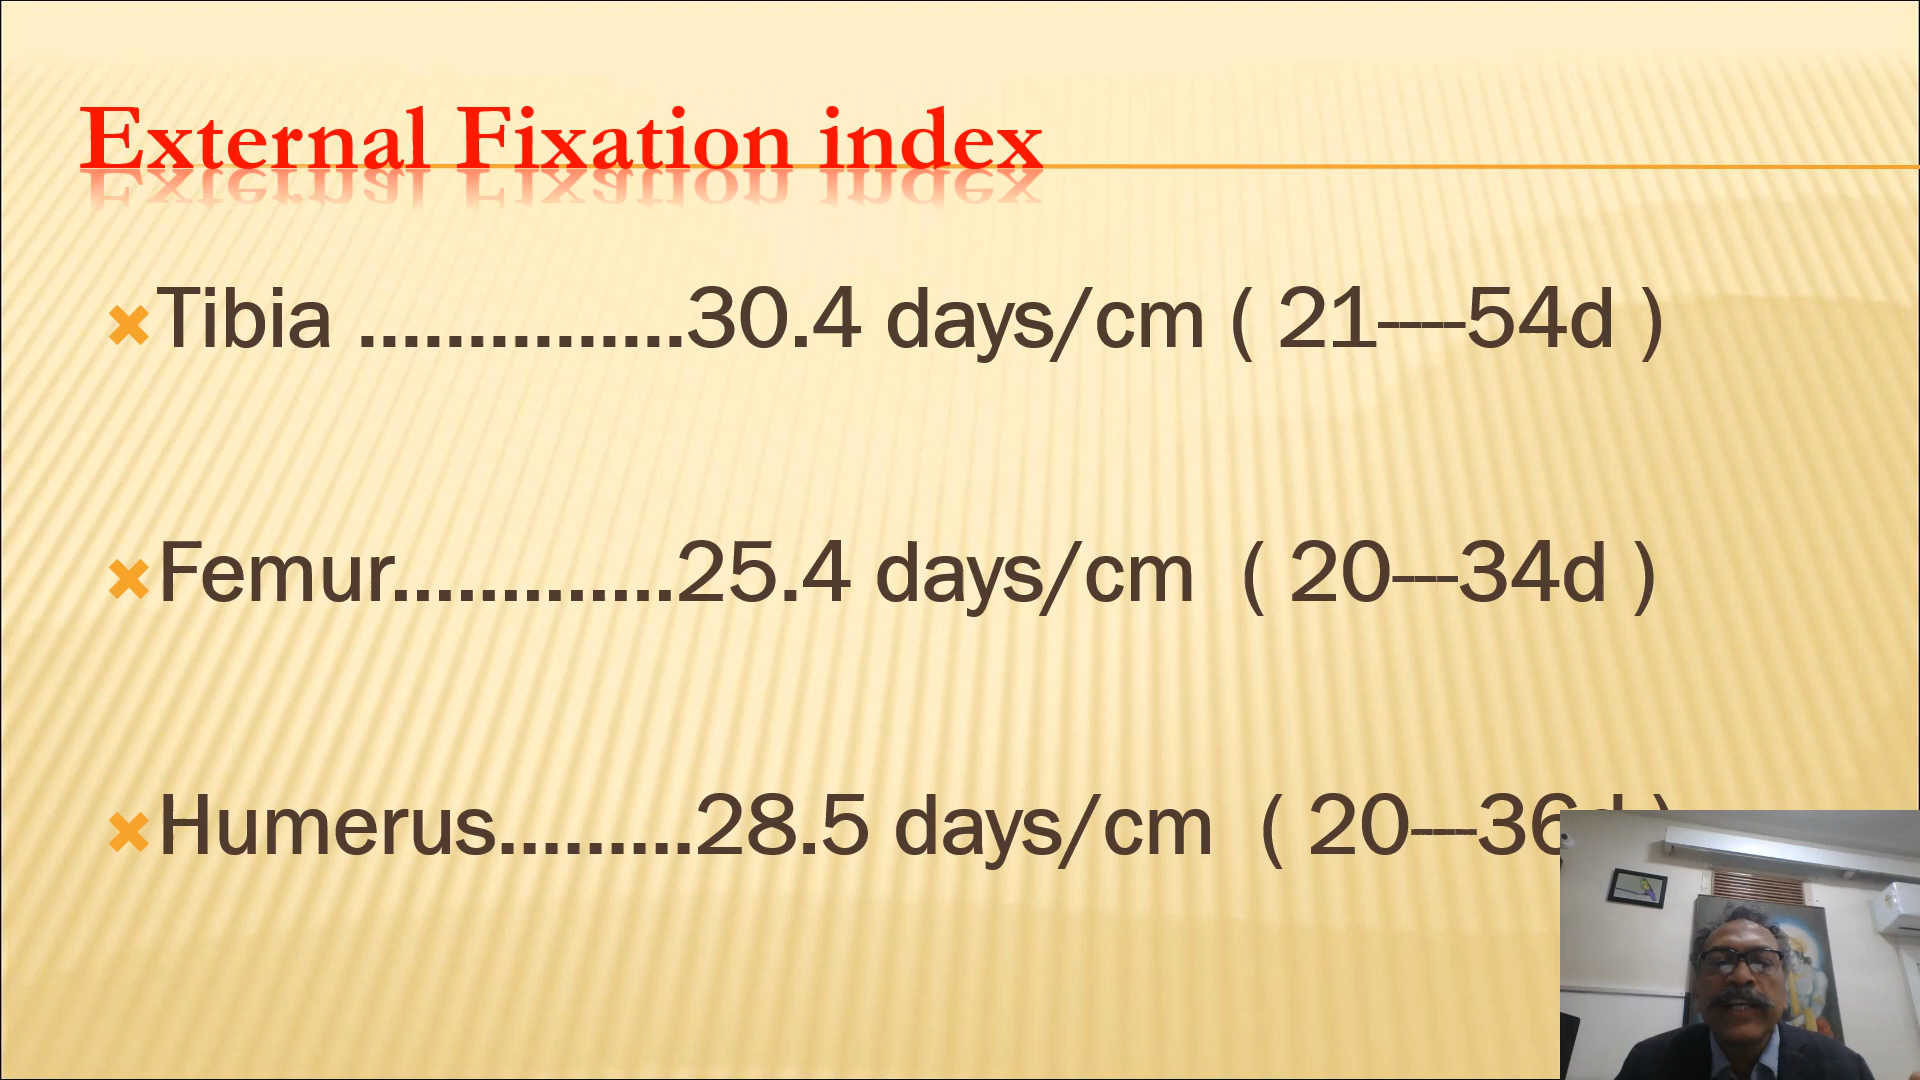 External Fixation index
Tibia ...............30.4 days/cm ( 21----54d )
Femur.............25.4 days/cm ( 20---34d )
Humerus.........28.5 days/cm ( 20---36d )